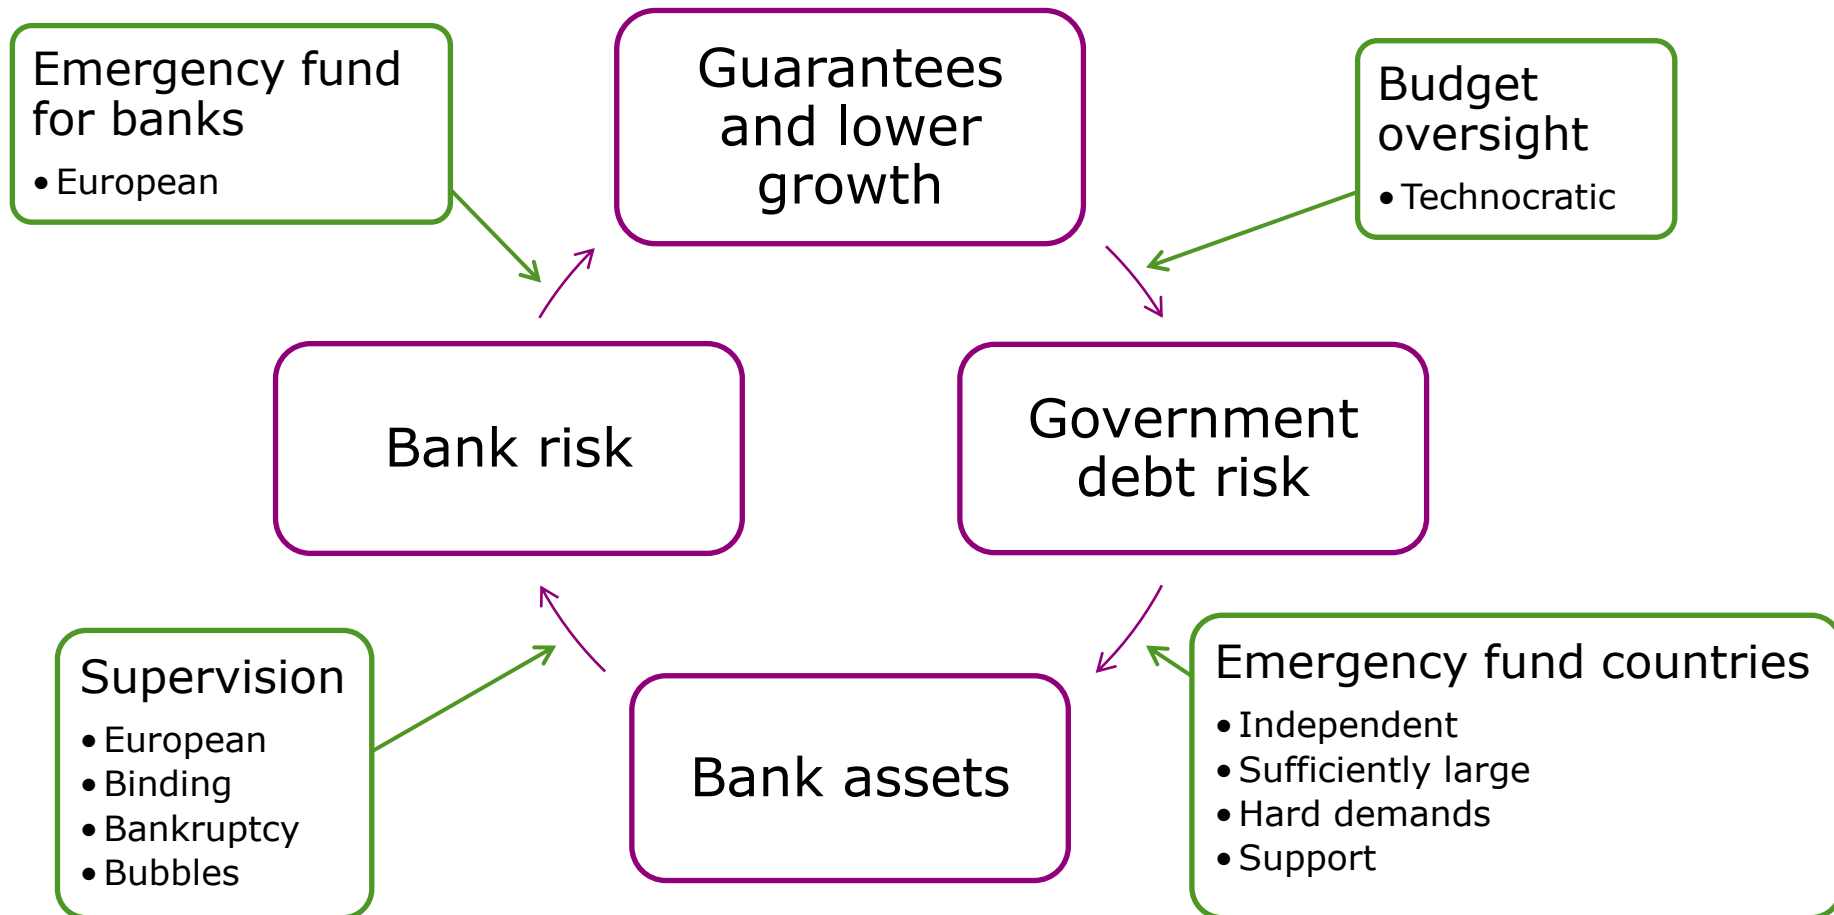 Emergency fund
for banks
• European
Guarantees
and lower
growth
Budget
oversight
• Technocratic
Bank risk
Government
debt risk
Supervision
• European
• Binding
• Bankruptcy
• Bubbles
Bank assets
Emergency fund countries
• Independent
• Sufficiently large
• Hard demands
• Support